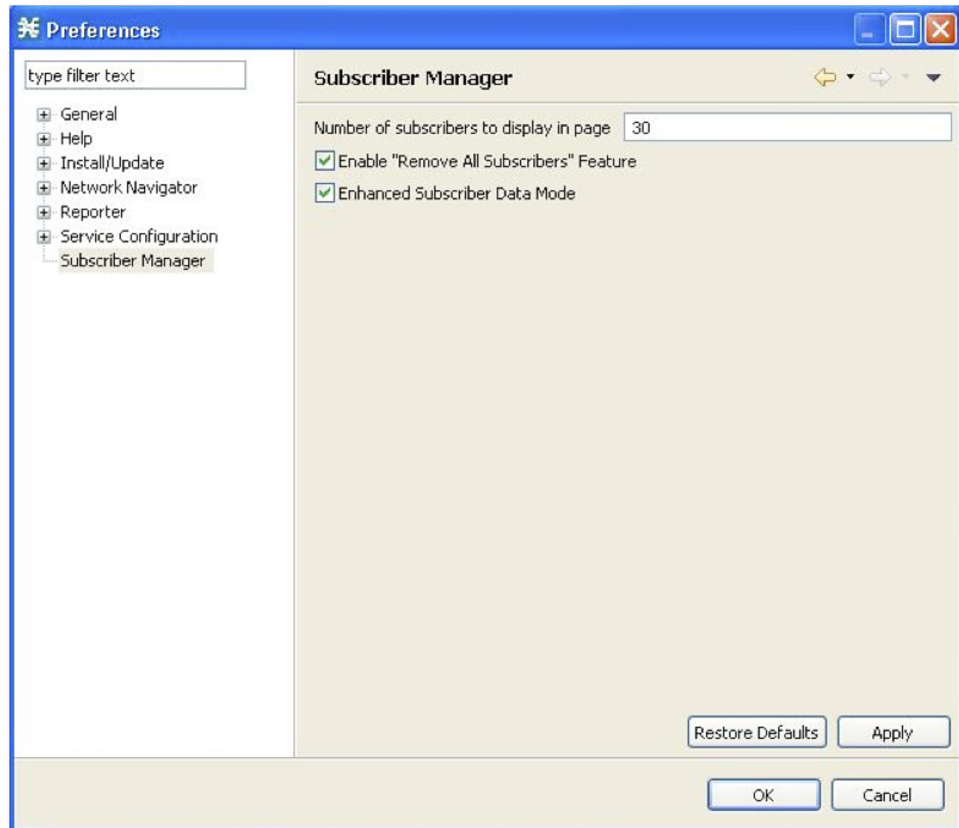 Preferences
type filter text
General
Help
Install/Update
Network Navigator
Reporter
Service Configuration
Subscriber Manager
Subscriber Manager
Number of subscribers to display in page 30
Enable "Remove All Subscribers" Feature
Enhanced Subscriber Data Mode
Restore Defaults Apply
OK Cancel